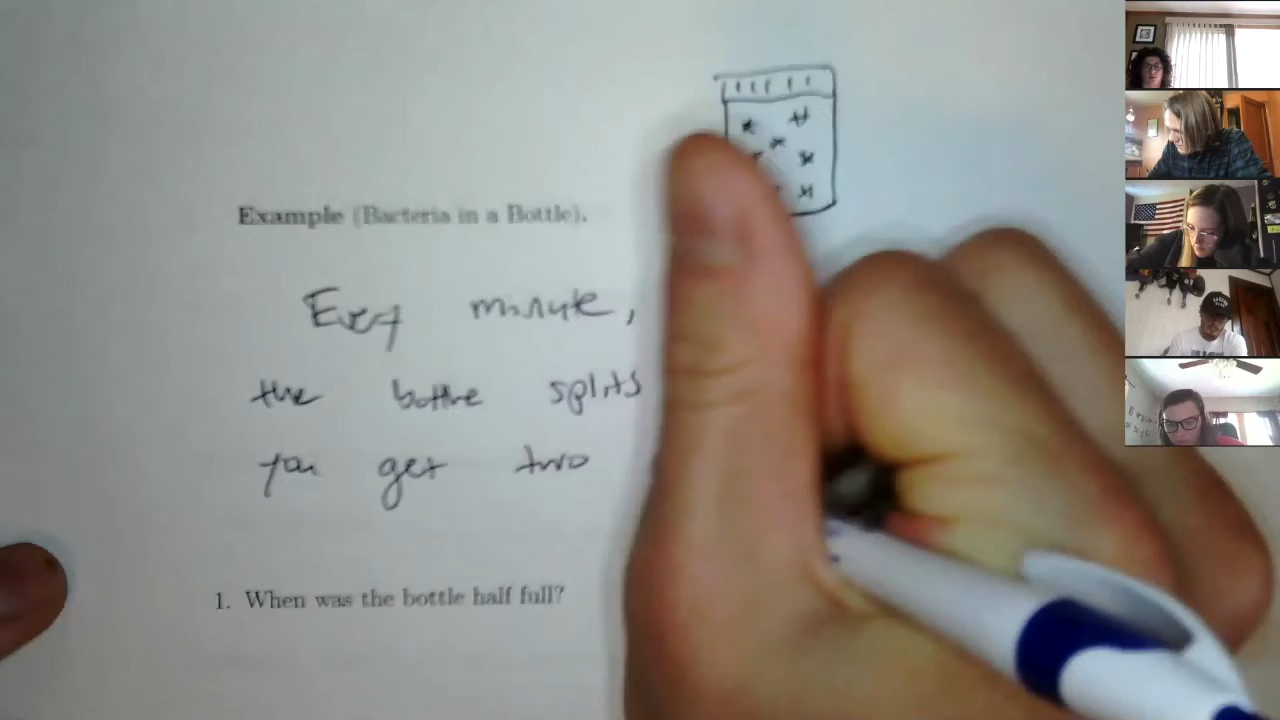 Example (Bacteria in a Bottle).
Every minute,
the bottle splits
you get two
1. When was the bottle half full?